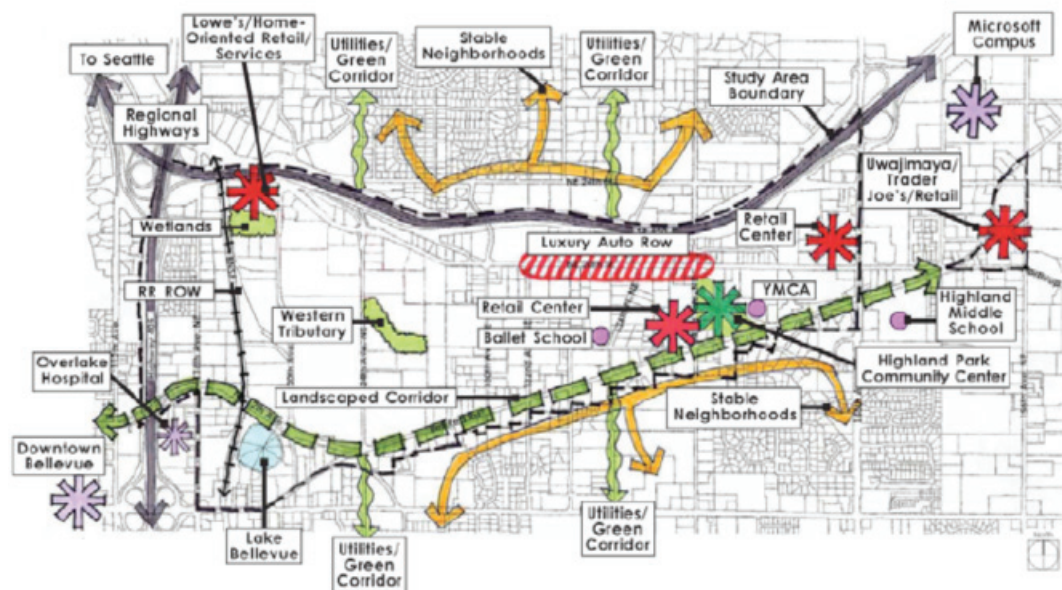 Lowe's/Home-
Oriented Retail/
Services
Utilities/
Green
Corridor
Stable
Neighborhoods
Utilities/
Green
Corridor
Microsoft
Campus
To Seattle
Study Area
Boundary
Regional
Highways
Uwajimaya/
Trader
Joe's/Retail
Wetlands
Retail
Center
Luxury Auto Row
RR ROW
Western
Tributary
Retail Center
YMCA
Ballet School
Highland
Middle
School
Overlake
Hospital
Highland Park
Community Center
Landscaped Corridor
Stable
Neighborhoods
Downtown
Bellevue
Lake
Bellevue
Utilities/
Green
Corridor
Utilities/
Green
Corridor